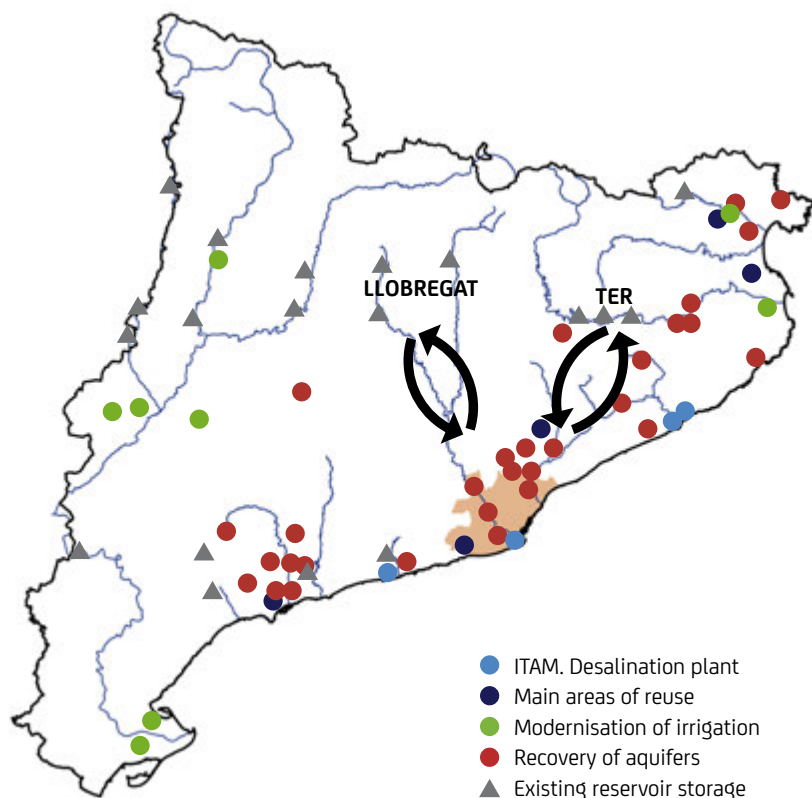 LLOBREGAT
TER
ITAM. Desalination plant
Main areas of reuse
Modernisation of irrigation
Recovery of aquifers
Existing reservoir storage